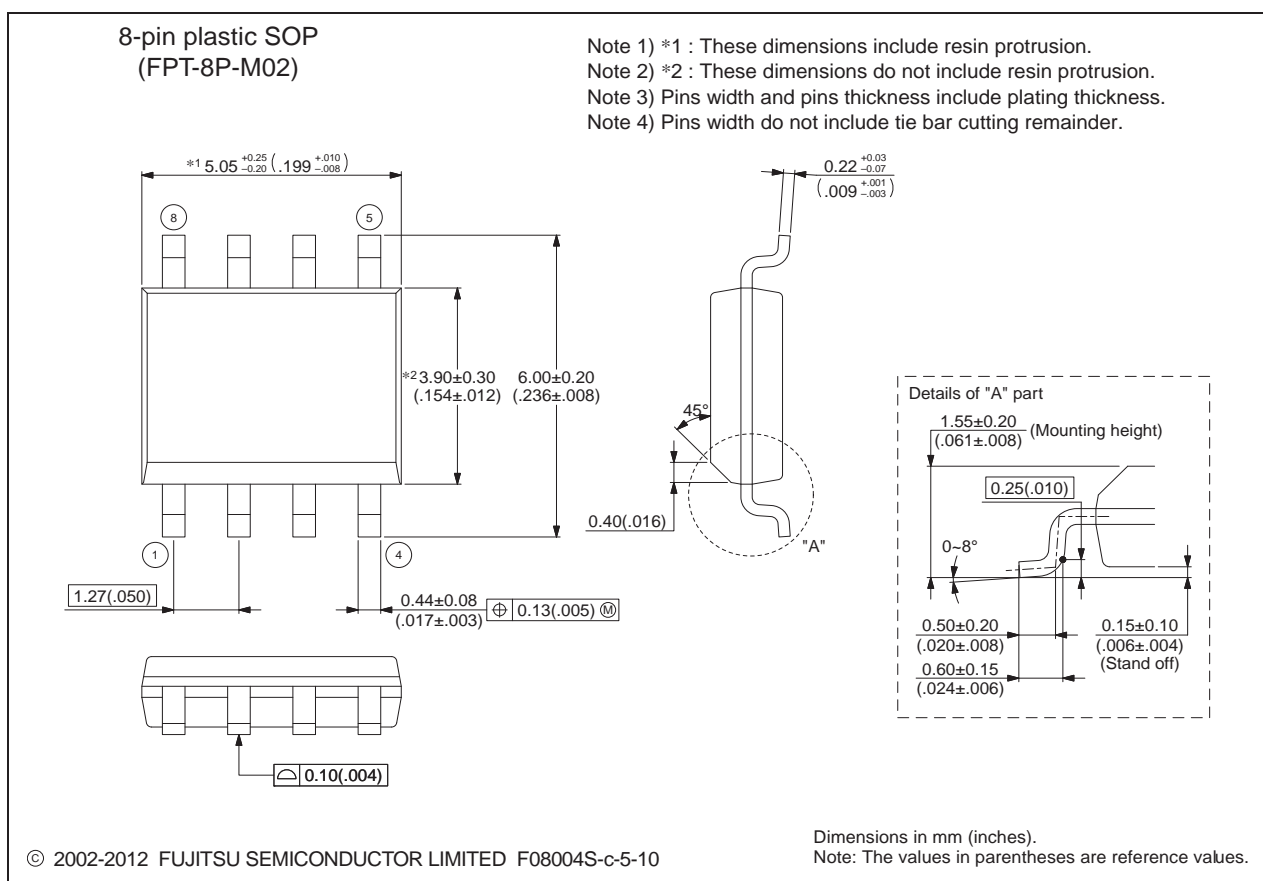 8-pin plastic SOP
(FPT-8P-M02)
Note 1) *1 : These dimensions include resin protrusion.
Note 2) *2 : These dimensions do not include resin protrusion.
Note 3) Pins width and pins thickness include plating thickness.
Note 4) Pins width do not include tie bar cutting remainder.
*1 5.05 +0.25 −0.20 (.199 +.010 −.008)
0.22 +0.03 −0.07
(.009 +.001 −.003)
8
5
*2 3.90±0.30
(.154±.012)
6.00±0.20
(.236±.008)
45°
0.40(.016)
"A"
1
4
1.27(.050)
0.44±0.08
(.017±.003)
⌖ 0.13(.005) Ⓜ
⌓ 0.10(.004)
Details of "A" part
1.55±0.20
(.061±.008)
(Mounting height)
0.25(.010)
0~8°
0.50±0.20
(.020±.008)
0.60±0.15
(.024±.006)
0.15±0.10
(.006±.004)
(Stand off)
© 2002-2012 FUJITSU SEMICONDUCTOR LIMITED F08004S-c-5-10
Dimensions in mm (inches).
Note: The values in parentheses are reference values.